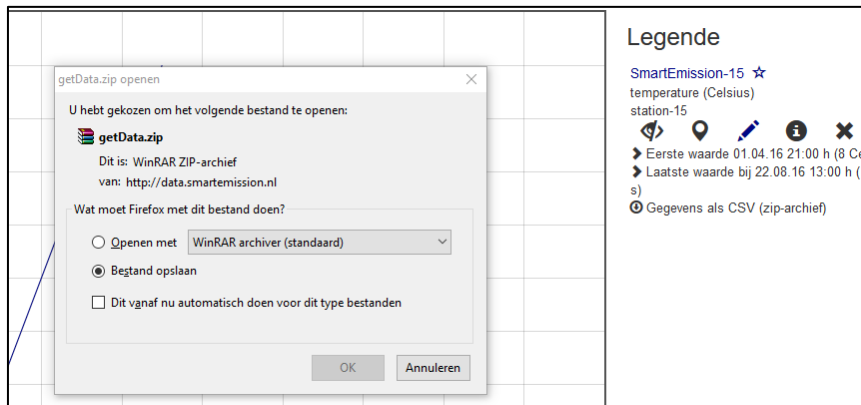 getData.zip openen
U hebt gekozen om het volgende bestand te openen:
getData.zip
Dit is: WinRAR ZIP-archief
van: http://data.smartemission.nl
Wat moet Firefox met dit bestand doen?
Openen met WinRAR archiver (standaard)
Bestand opslaan
Dit vanaf nu automatisch doen voor dit type bestanden
OK Annuleren
Legende
SmartEmission-15
temperature (Celsius)
station-15
Eerste waarde 01.04.16 21:00 h (8 Ce
Laatste waarde bij 22.08.16 13:00 h (
s)
Gegevens als CSV (zip-archief)